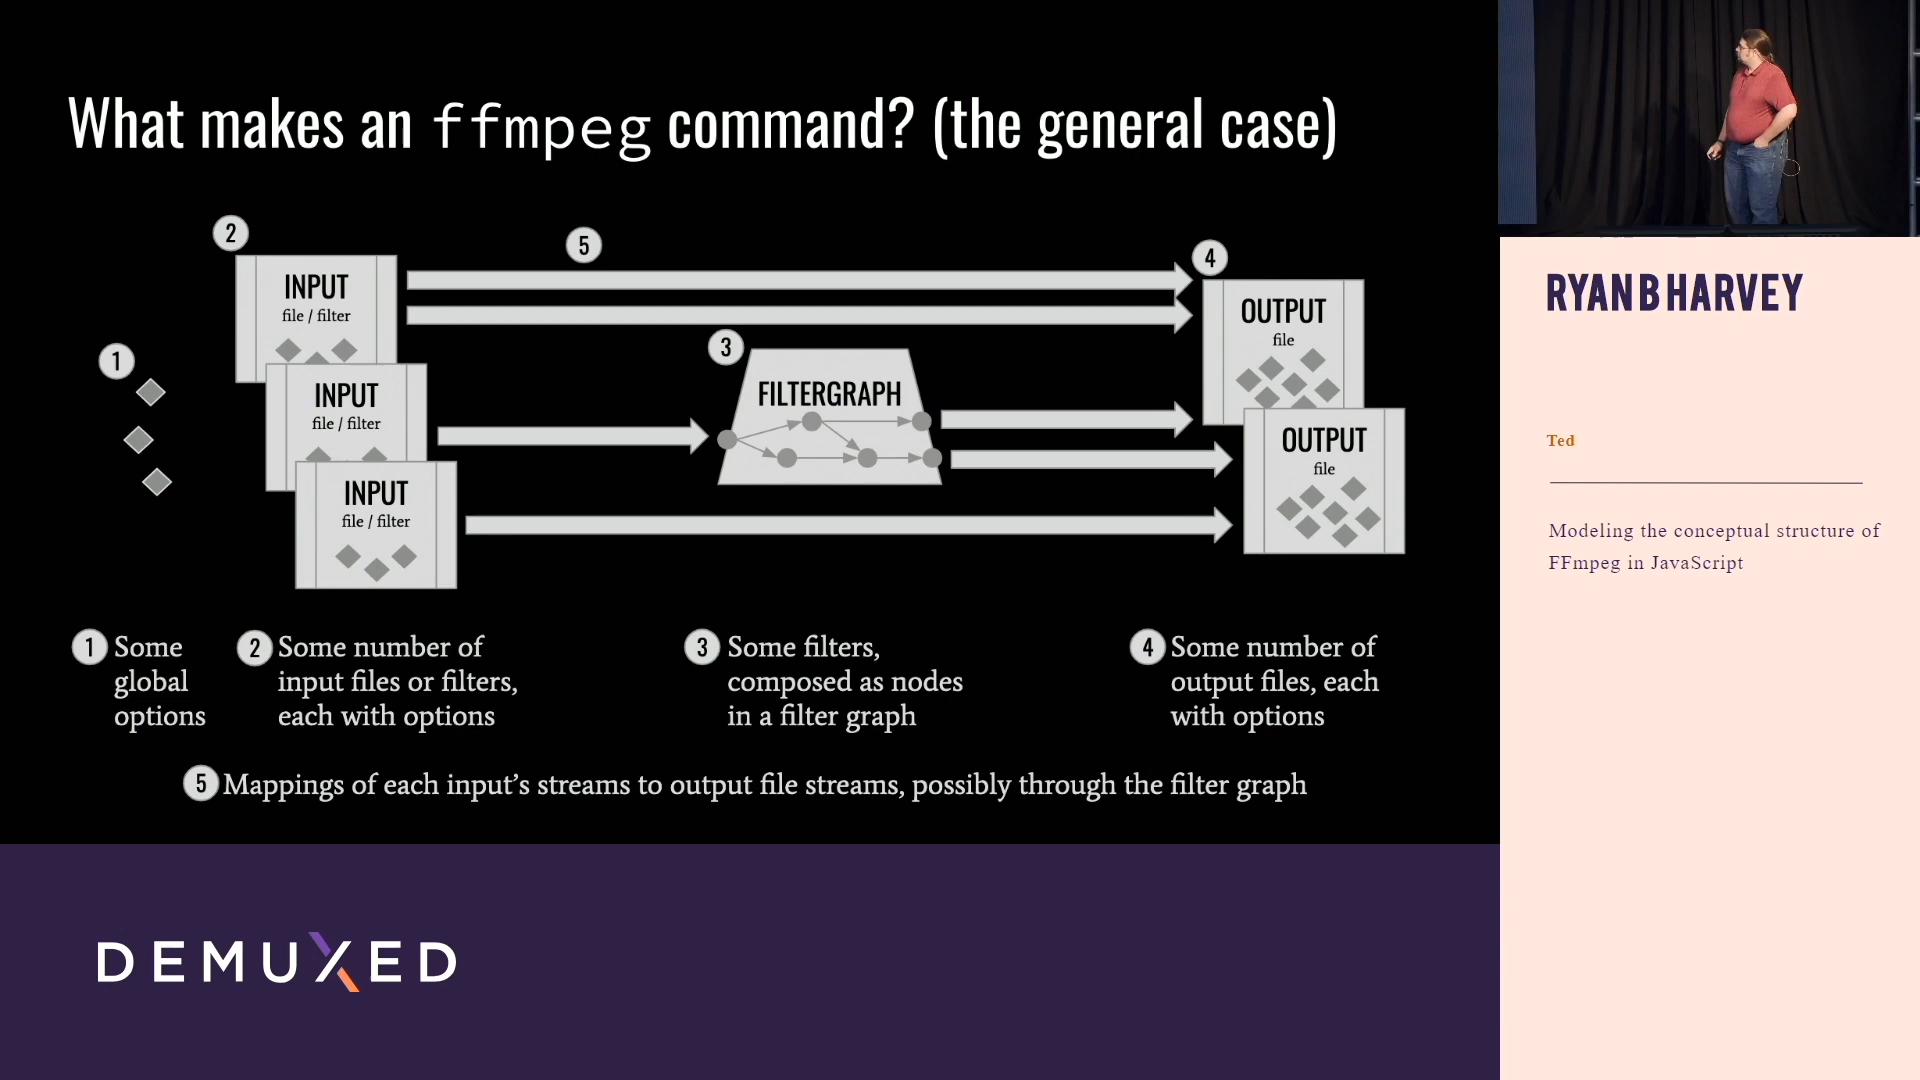 What makes an ffmpeg command? (the general case)
2
5
4
INPUT
file / filter
OUTPUT
file
1
3
INPUT
file / filter
FILTERGRAPH
OUTPUT
file
INPUT
file / filter
1 Some
global
options
2 Some number of
input files or filters,
each with options
3 Some filters,
composed as nodes
in a filter graph
4 Some number of
output files, each
with options
5 Mappings of each input’s streams to output file streams, possibly through the filter graph
DEMUXED
RYAN B HARVEY
Ted
Modeling the conceptual structure of
FFmpeg in JavaScript